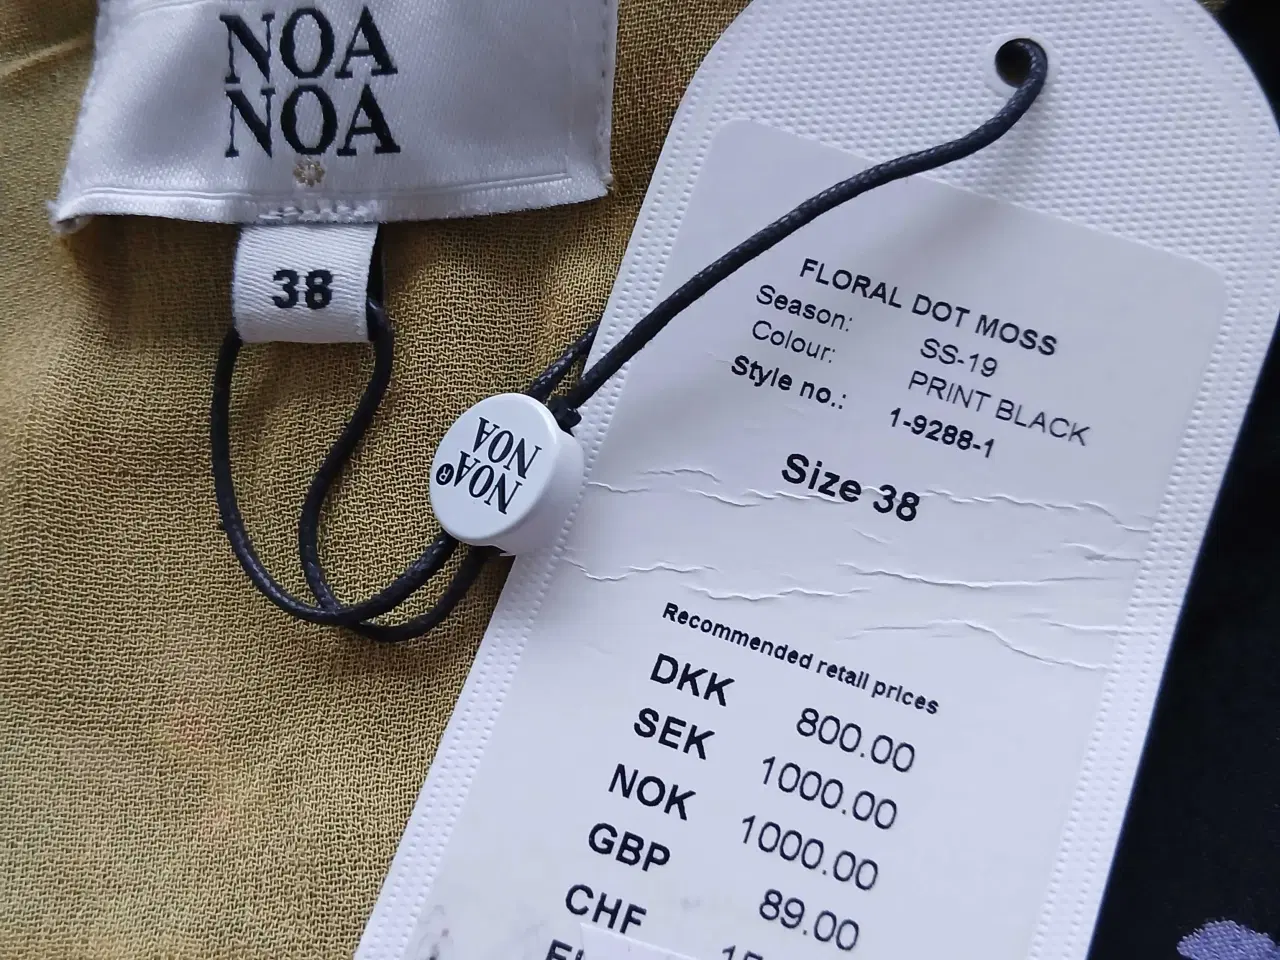 NOA
NOA
38
NOA
NOA®
FLORAL DOT MOSS
Season: SS-19
Colour: PRINT BLACK
Style no.: 1-9288-1
Size 38
Recommended retail prices
DKK 800.00
SEK 1000.00
NOK 1000.00
GBP 89.00
CHF